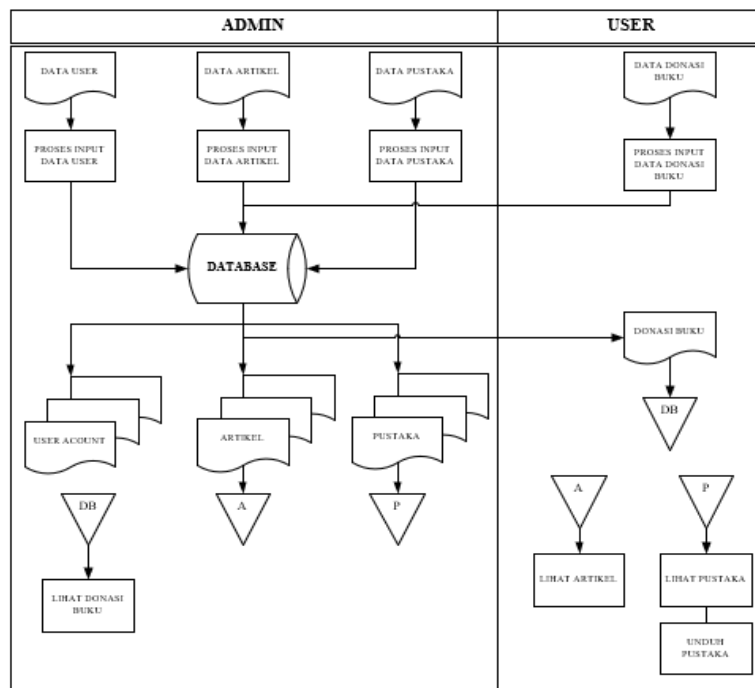 ADMIN
USER
DATA USER
DATA ARTIKEL
DATA PUSTAKA
DATA DONASI
BUKU
PROSES INPUT
DATA USER
PROSES INPUT
DATA ARTIKEL
PROSES INPUT
DATA PUSTAKA
PROSES INPUT
DATA DONASI
BUKU
DATABASE
DONASI BUKU
USER ACOUNT
ARTIKEL
PUSTAKA
DB
DB
A
P
A
P
LIHAT DONASI
BUKU
LIHAT ARTIKEL
LIHAT PUSTAKA
UNDUH
PUSTAKA